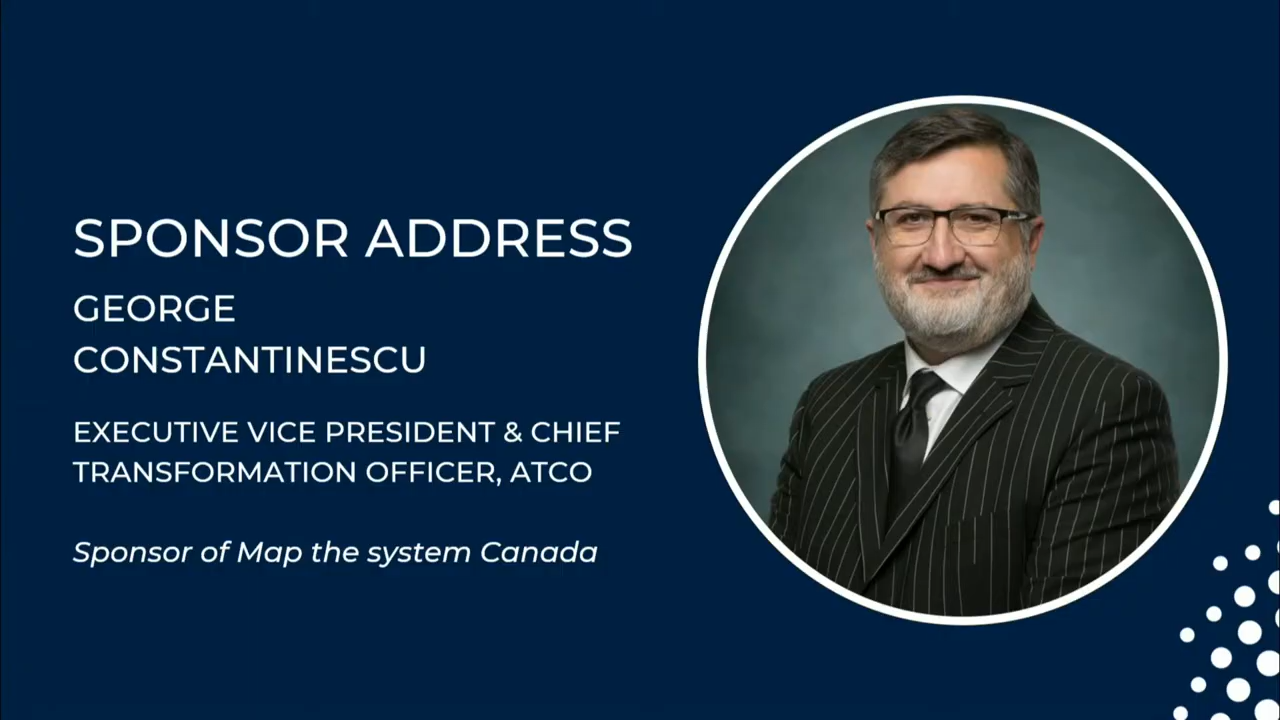 SPONSOR ADDRESS
GEORGE
CONSTANTINESCU
EXECUTIVE VICE PRESIDENT & CHIEF
TRANSFORMATION OFFICER, ATCO
Sponsor of Map the system Canada